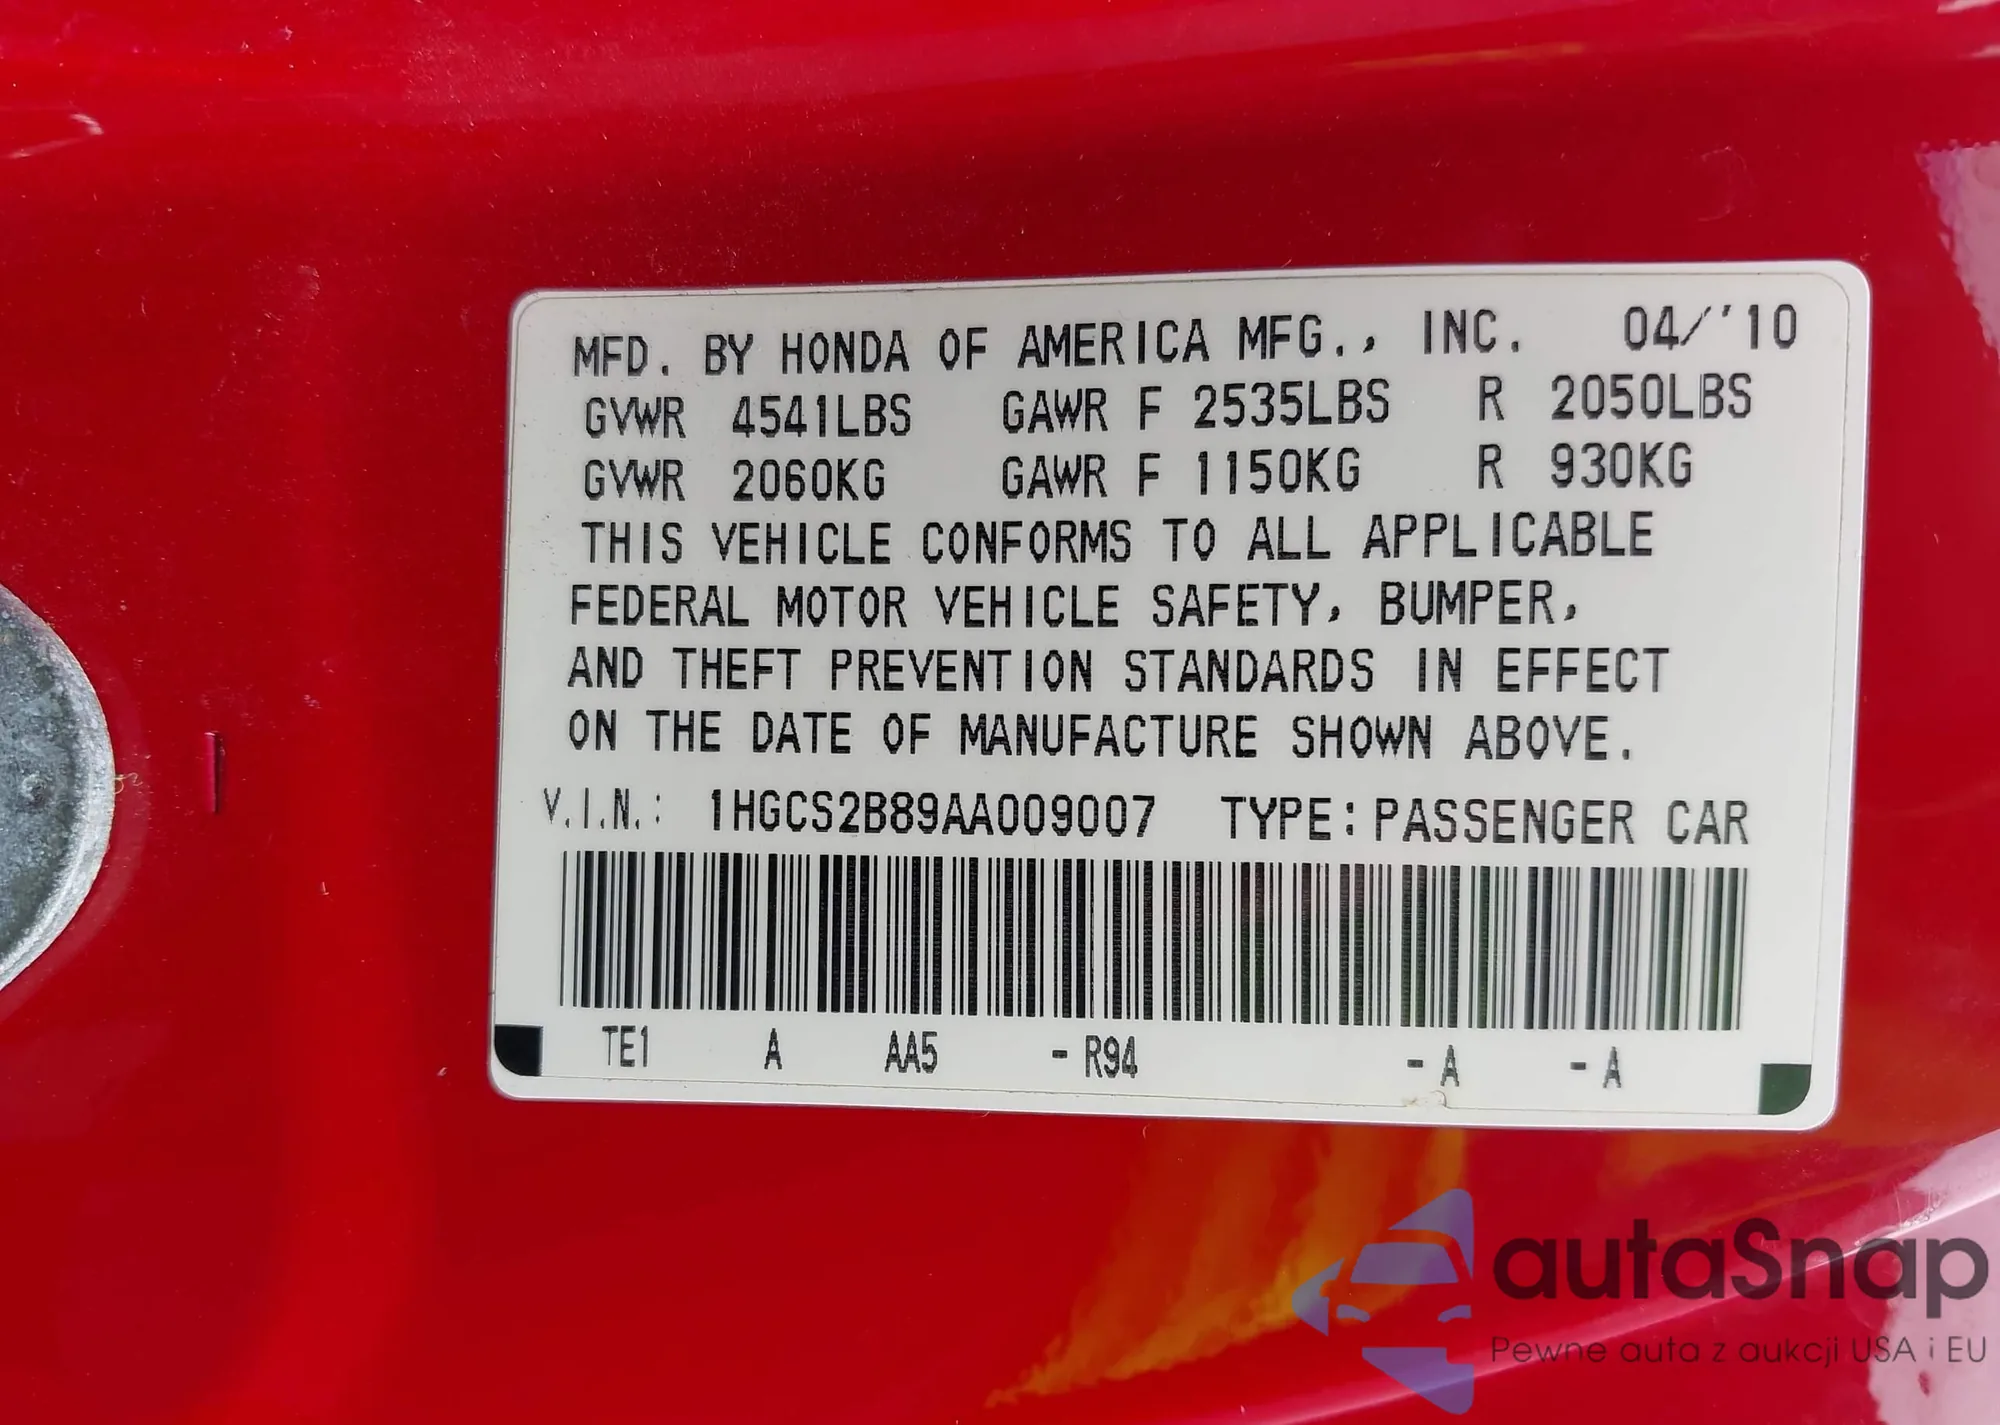 MFD. BY HONDA OF AMERICA MFG., INC. 04/'10
GVWR 4541LBS GAWR F 2535LBS R 2050LBS
GVWR 2060KG GAWR F 1150KG R 930KG
THIS VEHICLE CONFORMS TO ALL APPLICABLE
FEDERAL MOTOR VEHICLE SAFETY, BUMPER,
AND THEFT PREVENTION STANDARDS IN EFFECT
ON THE DATE OF MANUFACTURE SHOWN ABOVE.
V.I.N.: 1HGCS2B89AA009007 TYPE:PASSENGER CAR
TE1 A AA5 -R94 -A -A
autaSnap
Pewne auta z aukcji USA i EU